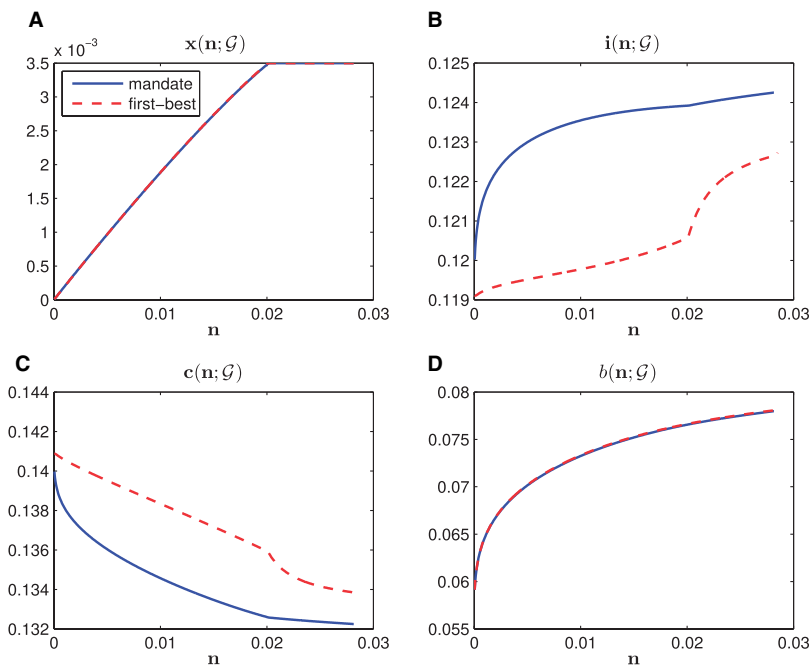 A
x(n; 𝒢)
x 10⁻³
3.5
3
2.5
2
1.5
1
0.5
0
mandate
first–best
0 0.01 0.02 0.03
n
B
i(n; 𝒢)
0.125
0.124
0.123
0.122
0.121
0.12
0.119
0 0.01 0.02 0.03
n
C
c(n; 𝒢)
0.144
0.142
0.14
0.138
0.136
0.134
0.132
0 0.01 0.02 0.03
n
D
b(n; 𝒢)
0.08
0.075
0.07
0.065
0.06
0.055
0 0.01 0.02 0.03
n